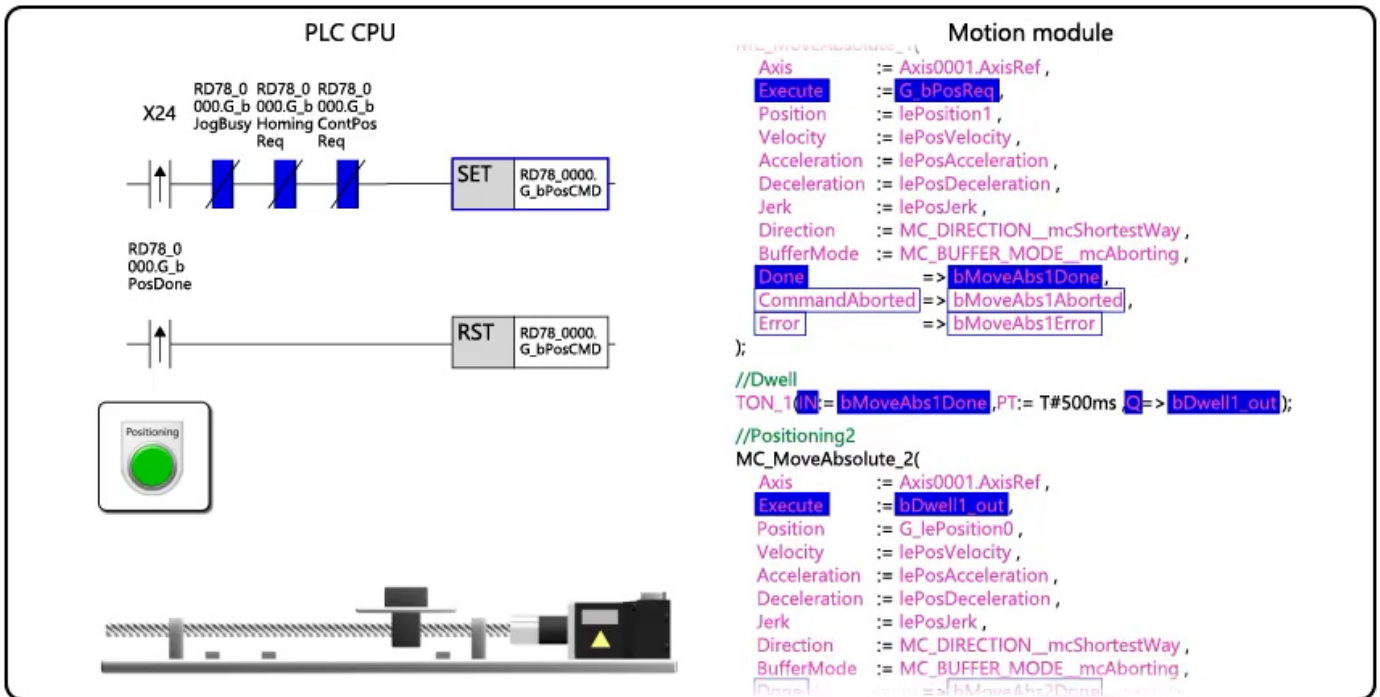 PLC CPU
X24
RD78_0
000.G_b
JogBusy
RD78_0
000.G_b
Homing
Req
RD78_0
000.G_b
ContPos
Req
SET
RD78_0000.
G_bPosCMD
RD78_0
000.G_b
PosDone
RST
RD78_0000.
G_bPosCMD
Positioning
Motion module
MC_MoveAbsolute_1(
Axis := Axis0001.AxisRef ,
Execute := G_bPosReq ,
Position := lePosition1 ,
Velocity := lePosVelocity ,
Acceleration := lePosAcceleration ,
Deceleration := lePosDeceleration ,
Jerk := lePosJerk ,
Direction := MC_DIRECTION__mcShortestWay ,
BufferMode := MC_BUFFER_MODE__mcAborting ,
Done => bMoveAbs1Done ,
CommandAborted => bMoveAbs1Aborted ,
Error => bMoveAbs1Error
);
//Dwell
TON_1(IN:= bMoveAbs1Done ,PT:= T#500ms ,Q=> bDwell1_out );
//Positioning2
MC_MoveAbsolute_2(
Axis := Axis0001.AxisRef ,
Execute := bDwell1_out ,
Position := G_lePosition0 ,
Velocity := lePosVelocity ,
Acceleration := lePosAcceleration ,
Deceleration := lePosDeceleration ,
Jerk := lePosJerk ,
Direction := MC_DIRECTION__mcShortestWay ,
BufferMode := MC_BUFFER_MODE__mcAborting ,
Done => bMoveAbs2Done